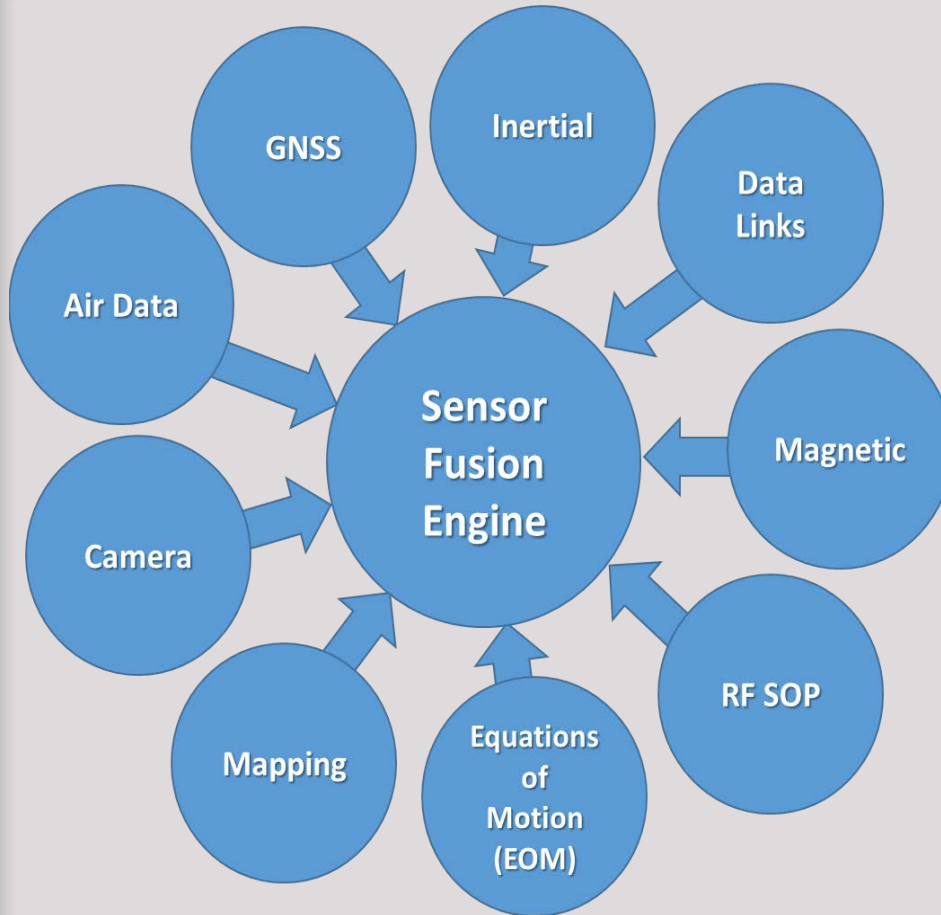 GNSS
Inertial
Data
Links
Air Data
Sensor
Fusion
Engine
Magnetic
Camera
RF SOP
Mapping
Equations
of
Motion
(EOM)